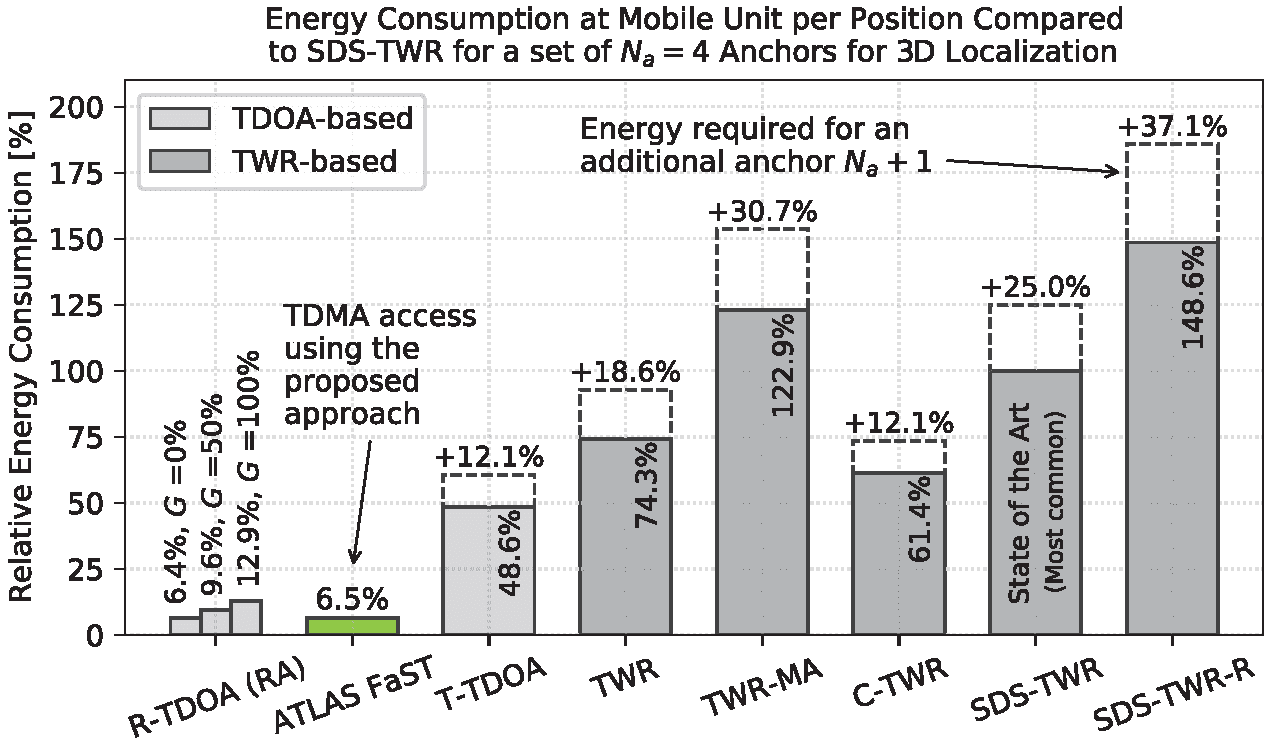 Energy Consumption at Mobile Unit per Position Compared
to SDS-TWR for a set of Nₐ = 4 Anchors for 3D Localization
Relative Energy Consumption [%]
200
175
150
125
100
75
50
25
0
TDOA-based
TWR-based
Energy required for an
additional anchor Nₐ + 1
TDMA access
using the
proposed
approach
6.4%, G =0%
9.6%, G =50%
12.9%, G =100%
6.5%
+12.1%
48.6%
+18.6%
74.3%
+30.7%
122.9%
+12.1%
61.4%
+25.0%
State of the Art
(Most common)
+37.1%
148.6%
R-TDOA (RA)
ATLAS FaST
T-TDOA
TWR
TWR-MA
C-TWR
SDS-TWR
SDS-TWR-R